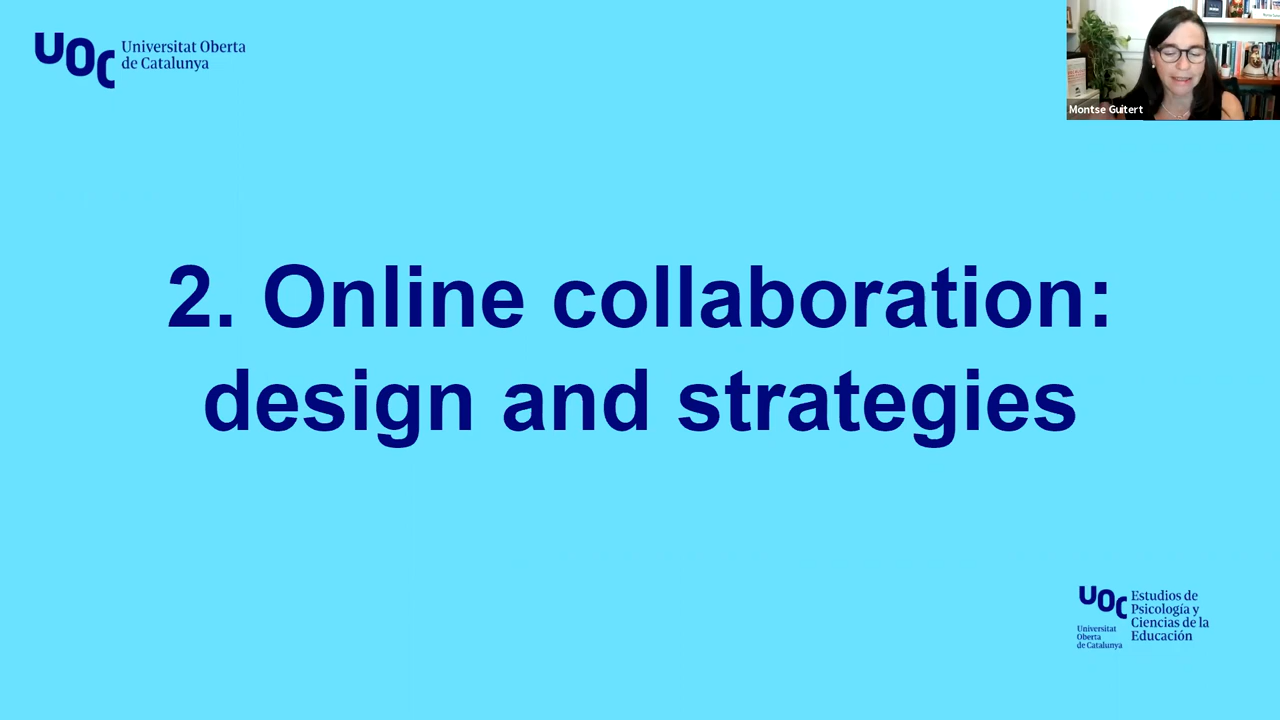 UOC Universitat Oberta
de Catalunya
Montse Guitert
2. Online collaboration:
design and strategies
UOC
Universitat
Oberta
de Catalunya
Estudios de
Psicología y
Ciencias de la
Educación